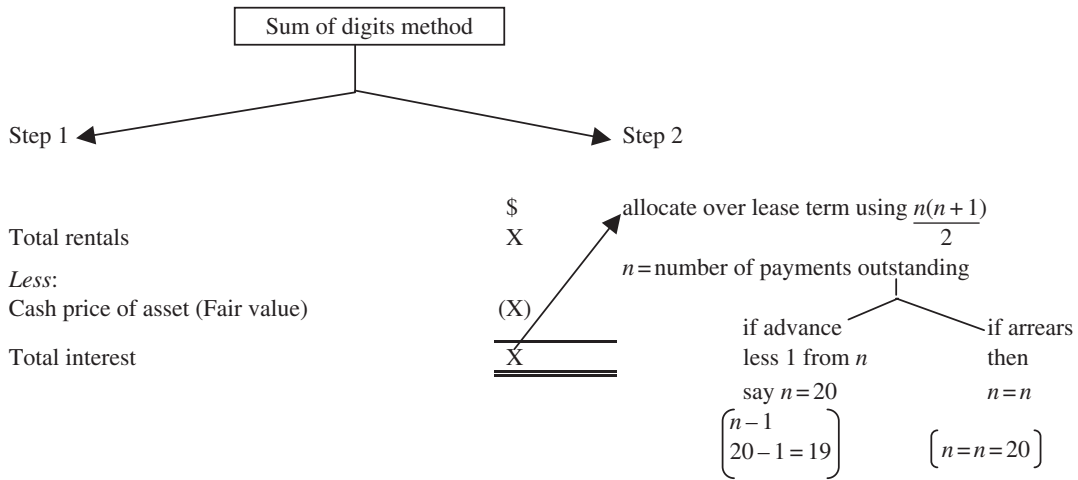 Sum of digits method
Step 1
Step 2
$
Total rentals X
Less:
Cash price of asset (Fair value) (X)
Total interest X
allocate over lease term using n(n + 1)
2
n = number of payments outstanding
if advance
less 1 from n
say n = 20
n – 1
20 – 1 = 19
if arrears
then
n = n
n = n = 20